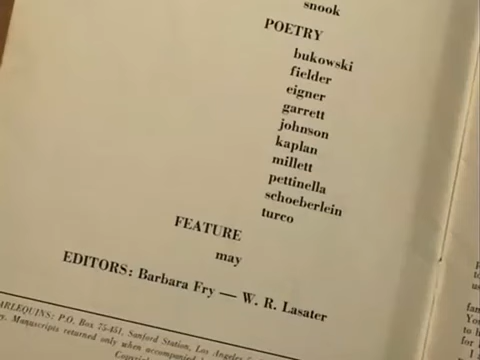 snook
POETRY
bukowski
fielder
eigner
garrett
johnson
kaplan
millett
pettinella
schoeberlein
turco
FEATURE
may
EDITORS: Barbara Fry — W. R. Lasater
ARLEQUINS: P.O. Box 75-451, Sanford Station, Los Angeles
Manuscripts returned only when accompanied